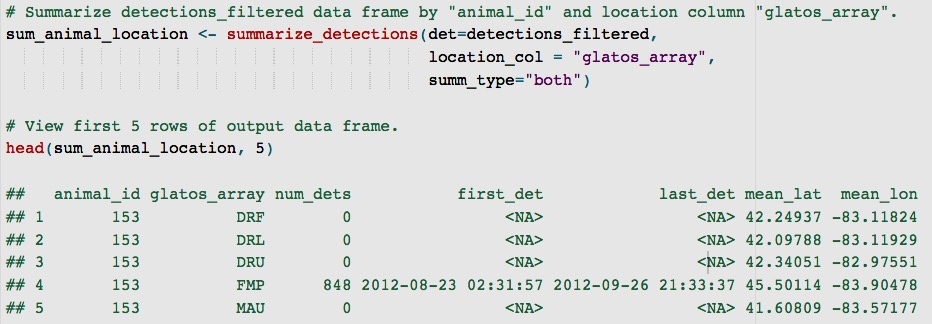 # Summarize detections_filtered data frame by "animal_id" and location column "glatos_array".
sum_animal_location <- summarize_detections(det=detections_filtered,
location_col = "glatos_array",
summ_type="both")
# View first 5 rows of output data frame.
head(sum_animal_location, 5)
## animal_id glatos_array num_dets first_det last_det mean_lat mean_lon
## 1 153 DRF 0 <NA> <NA> 42.24937 -83.11824
## 2 153 DRL 0 <NA> <NA> 42.09788 -83.11929
## 3 153 DRU 0 <NA> <NA> 42.34051 -82.97551
## 4 153 FMP 848 2012-08-23 02:31:57 2012-09-26 21:33:37 45.50114 -83.90478
## 5 153 MAU 0 <NA> <NA> 41.60809 -83.57177